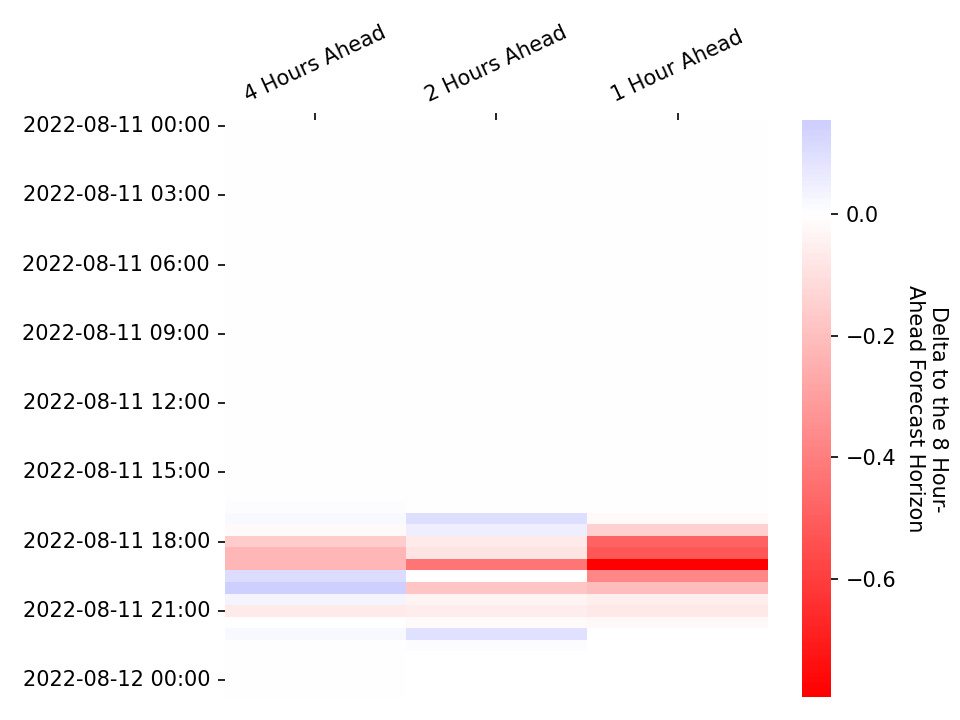 4 Hours Ahead
2 Hours Ahead
1 Hour Ahead
2022-08-11 00:00
2022-08-11 03:00
2022-08-11 06:00
2022-08-11 09:00
2022-08-11 12:00
2022-08-11 15:00
2022-08-11 18:00
2022-08-11 21:00
2022-08-12 00:00
0.0
−0.2
−0.4
−0.6
Delta to the 8 Hour-
Ahead Forecast Horizon